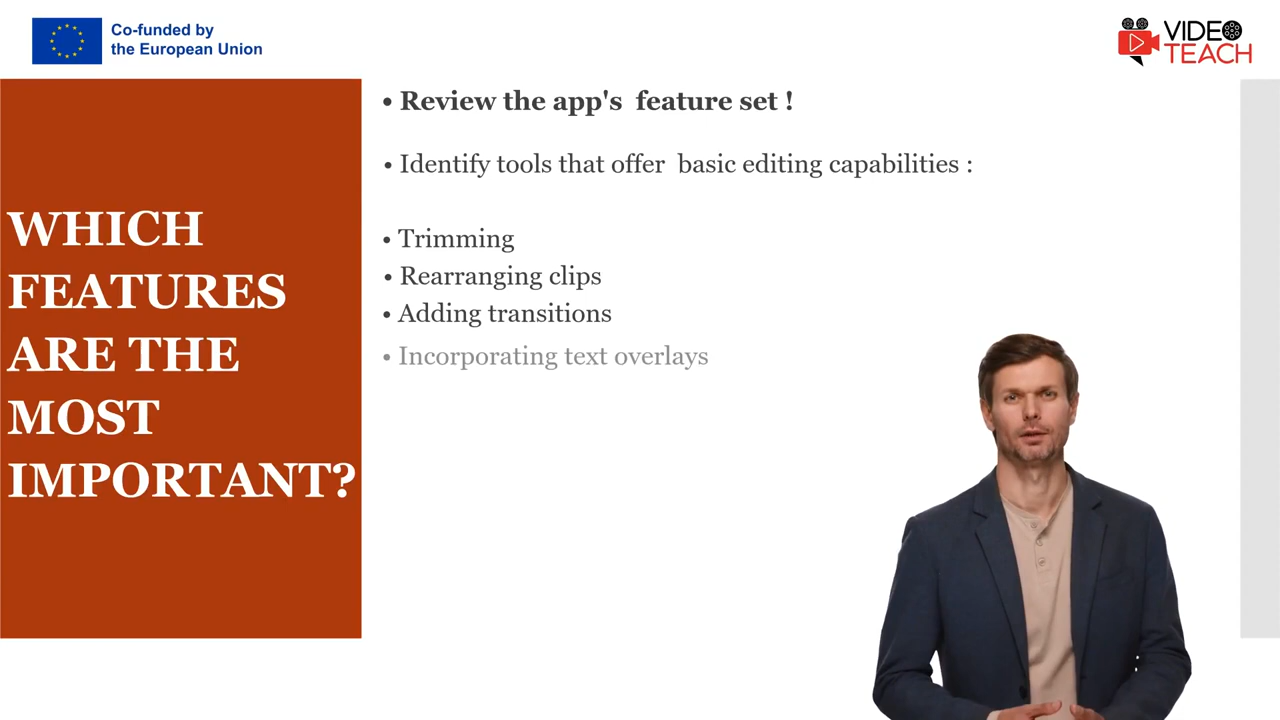 Co-funded by
the European Union
VIDEO
TEACH
WHICH
FEATURES
ARE THE
MOST
IMPORTANT?
• Review the app's  feature set !
• Identify tools that offer  basic editing capabilities :
• Trimming
• Rearranging clips
• Adding transitions
• Incorporating text overlays